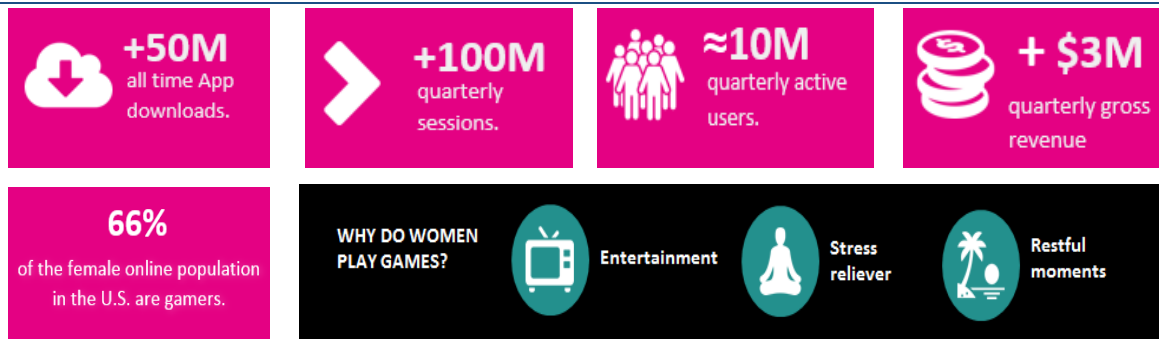 +50M
all time App
downloads.
+100M
quarterly
sessions.
≈10M
quarterly active
users.
+ $3M
quarterly gross
revenue
66%
of the female online population
in the U.S. are gamers.
WHY DO WOMEN
PLAY GAMES?
Entertainment
Stress
reliever
Restful
moments